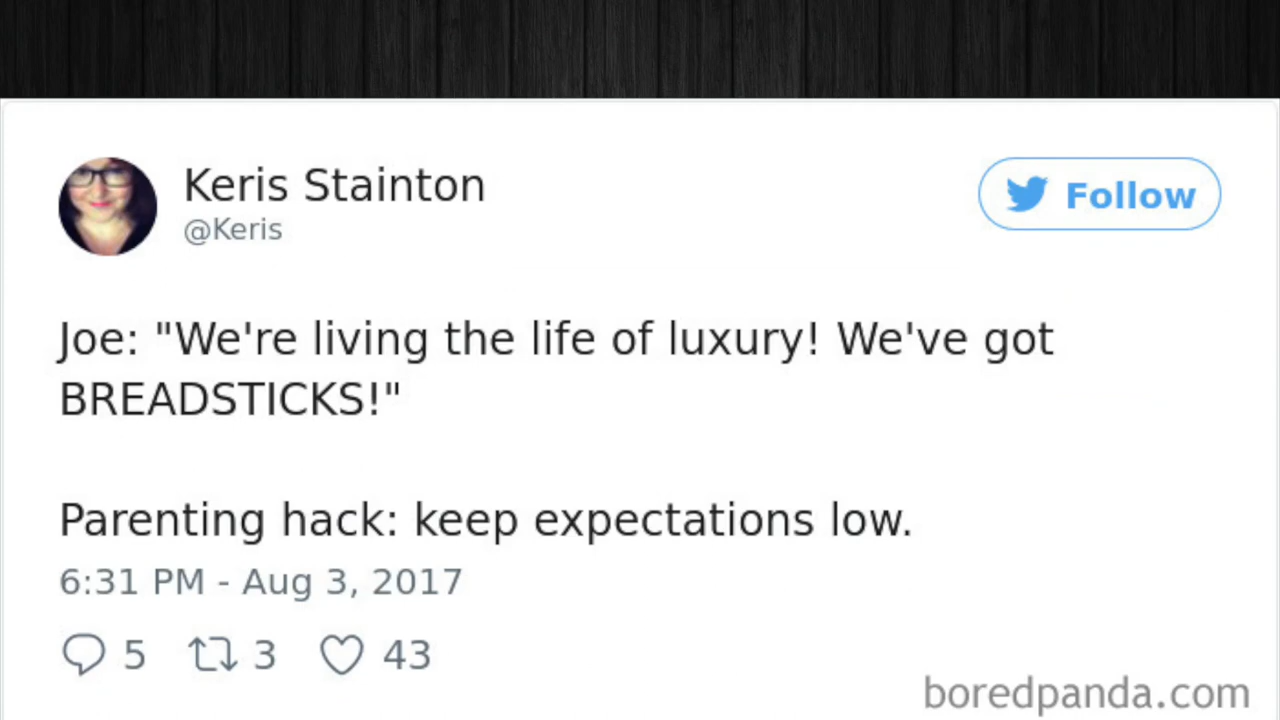 Keris Stainton
@Keris
Follow
Joe: "We're living the life of luxury! We've got
BREADSTICKS!"
Parenting hack: keep expectations low.
6:31 PM - Aug 3, 2017
5 3 43
boredpanda.com